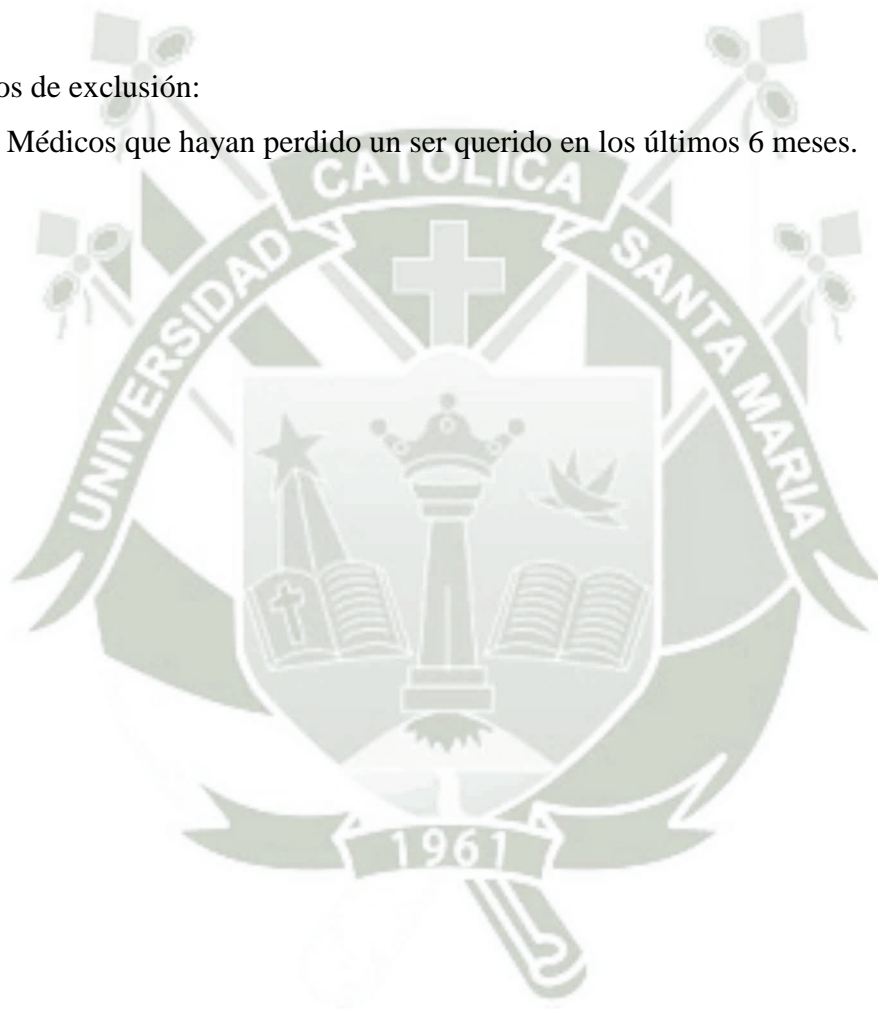 os de exclusión:
Médicos que hayan perdido un ser querido en los últimos 6 meses.
UNIVERSIDAD CATOLICA SANTA MARIA
1961